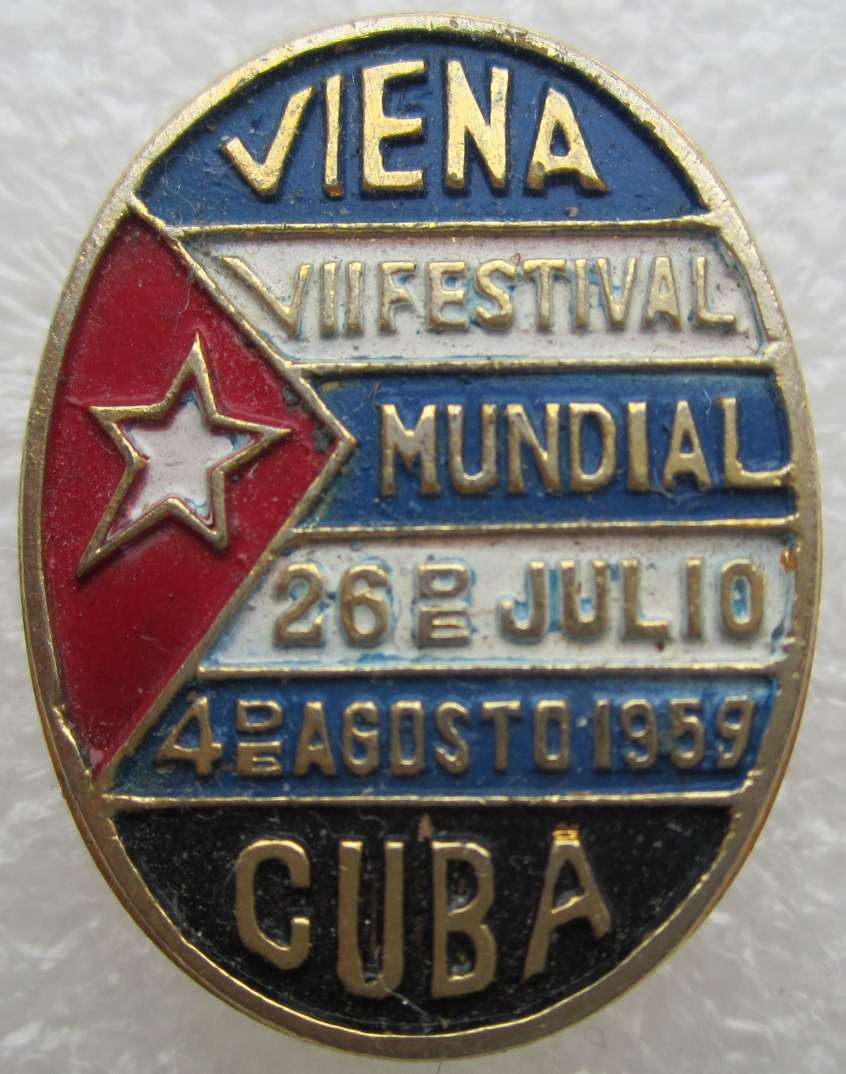 VIENA
VII FESTIVAL
MUNDIAL
26 DE JULIO
4 DE AGOSTO 1959
CUBA